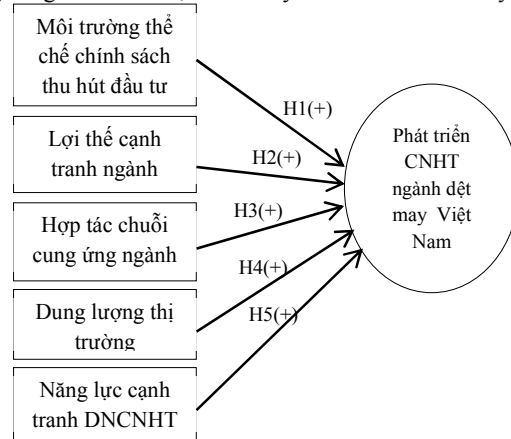 Môi trường thể
chế chính sách
thu hút đầu tư
H1(+)
Lợi thế cạnh
tranh ngành
H2(+)
Phát triển
CNHT
ngành dệt
may Việt
Nam
Hợp tác chuỗi
cung ứng ngành
H3(+)
H4(+)
Dung lượng thị
trường
H5(+)
Năng lực cạnh
tranh DNCNHT